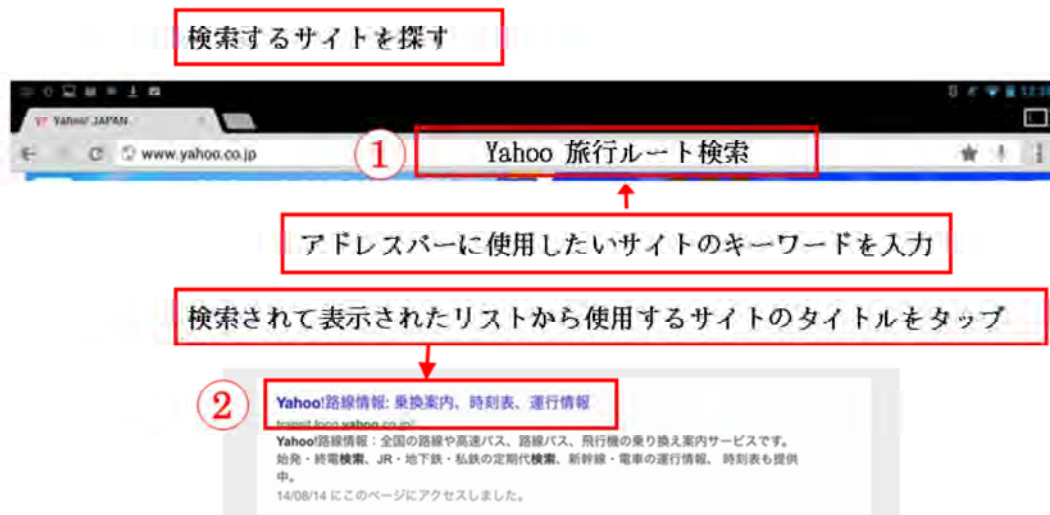 検索するサイトを探す
Yahoo! JAPAN
www.yahoo.co.jp
1
Yahoo 旅行ルート検索
アドレスバーに使用したいサイトのキーワードを入力
検索されて表示されたリストから使用するサイトのタイトルをタップ
2
Yahoo!路線情報: 乗換案内、時刻表、運行情報
transit.loco.yahoo.co.jp/
Yahoo!路線情報：全国の路線や高速バス、路線バス、飛行機の乗り換え案内サービスです。
始発・終電検索、JR・地下鉄・私鉄の定期代検索、新幹線・電車の運行情報、 時刻表も提供
中。
14/08/14 にこのページにアクセスしました。